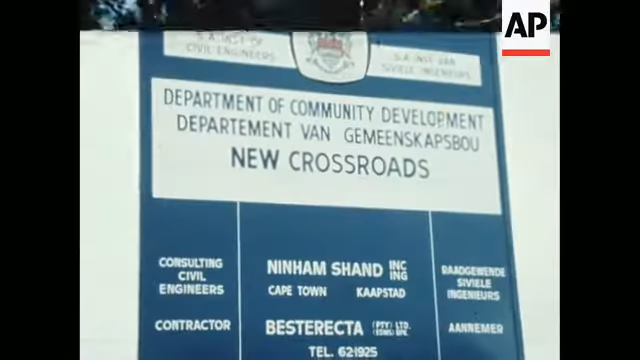 AP
S.A. INST OF
CIVIL ENGINEERS
S.A. INST. VAN
SIVIELE INGENIEURS
DEPARTMENT OF COMMUNITY DEVELOPMENT
DEPARTEMENT VAN GEMEENSKAPSBOU
NEW CROSSROADS
CONSULTING
CIVIL
ENGINEERS
NINHAM SHAND INC
ING
CAPE TOWN KAAPSTAD
RAADGEWENDE
SIVIELE
INGENIEURS
CONTRACTOR
BESTERECTA (PTY) LTD.
(EDMS) BPK.
AANNEMER
TEL. 62-1925